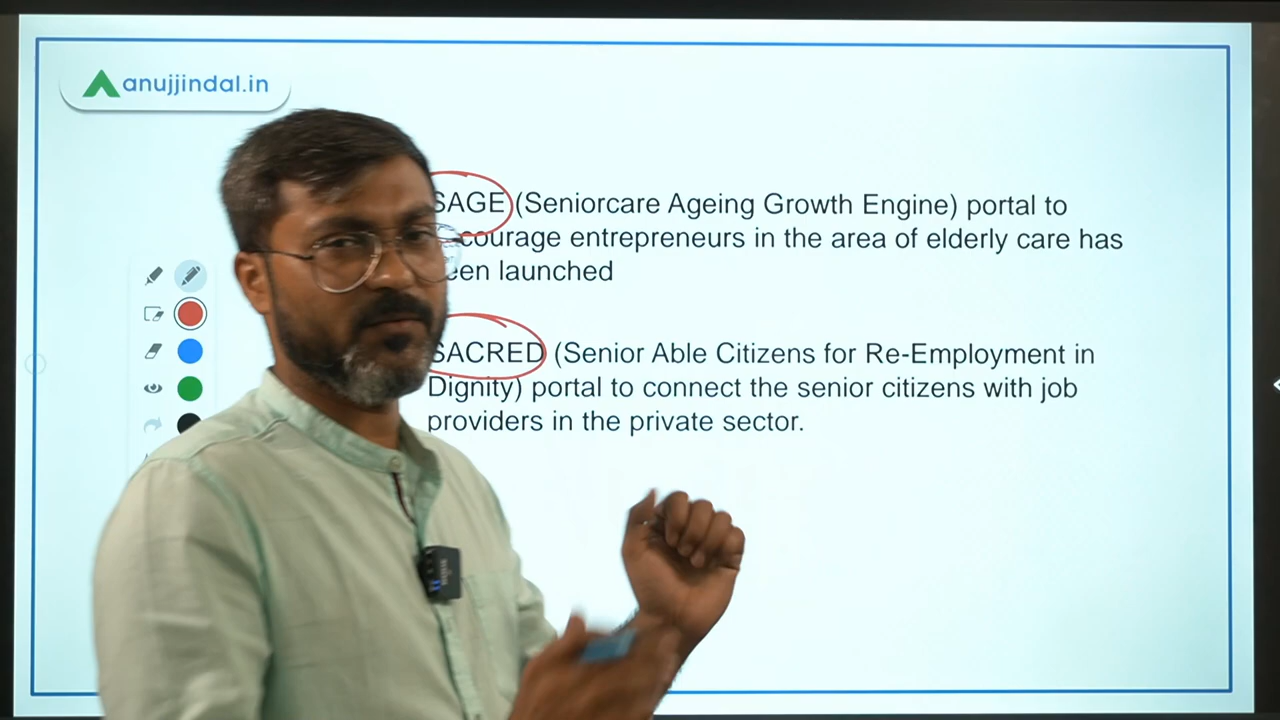 anujjindal.in
SAGE (Seniorcare Ageing Growth Engine) portal to
encourage entrepreneurs in the area of elderly care has
been launched
SACRED (Senior Able Citizens for Re-Employment in
Dignity) portal to connect the senior citizens with job
providers in the private sector.